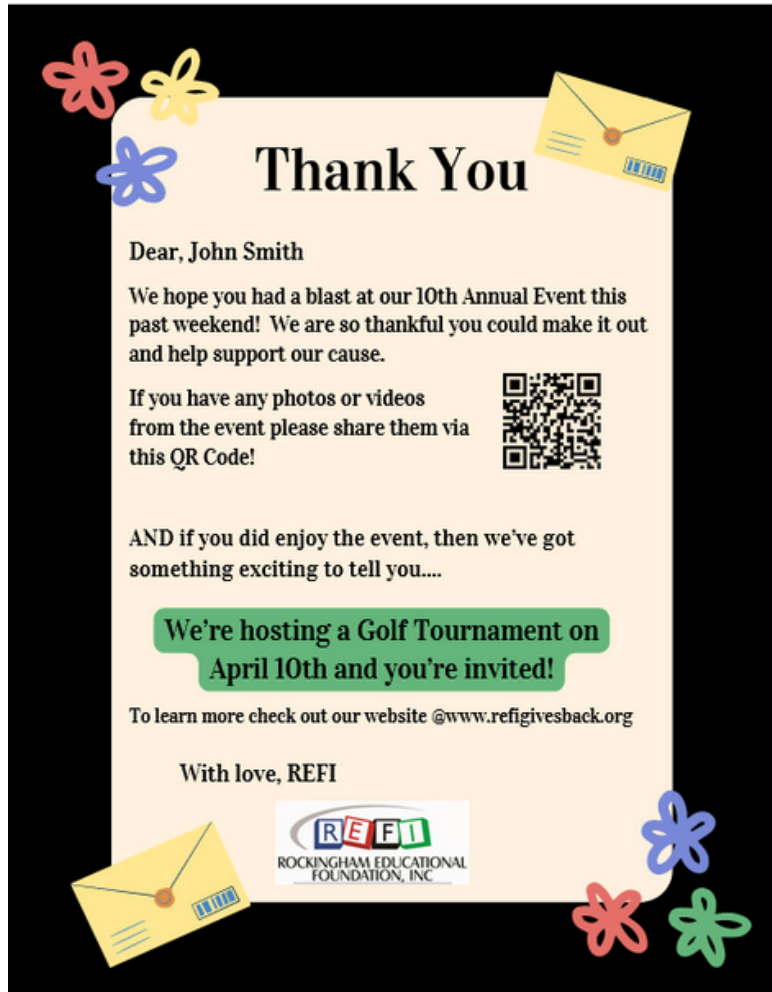 Thank You
Dear, John Smith
We hope you had a blast at our 10th Annual Event this
past weekend!  We are so thankful you could make it out
and help support our cause.
If you have any photos or videos
from the event please share them via
this QR Code!
AND if you did enjoy the event, then we've got
something exciting to tell you....
We're hosting a Golf Tournament on
April 10th and you're invited!
To learn more check out our website @www.refigivesback.org
With love, REFI
REFI
ROCKINGHAM EDUCATIONAL
FOUNDATION, INC